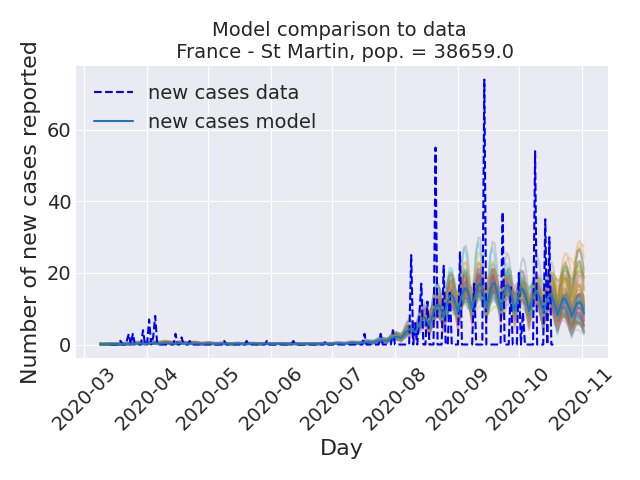 Model comparison to data
France - St Martin, pop. = 38659.0
Number of new cases reported
new cases data
new cases model
60
40
20
0
2020-03
2020-04
2020-05
2020-06
2020-07
2020-08
2020-09
2020-10
2020-11
Day